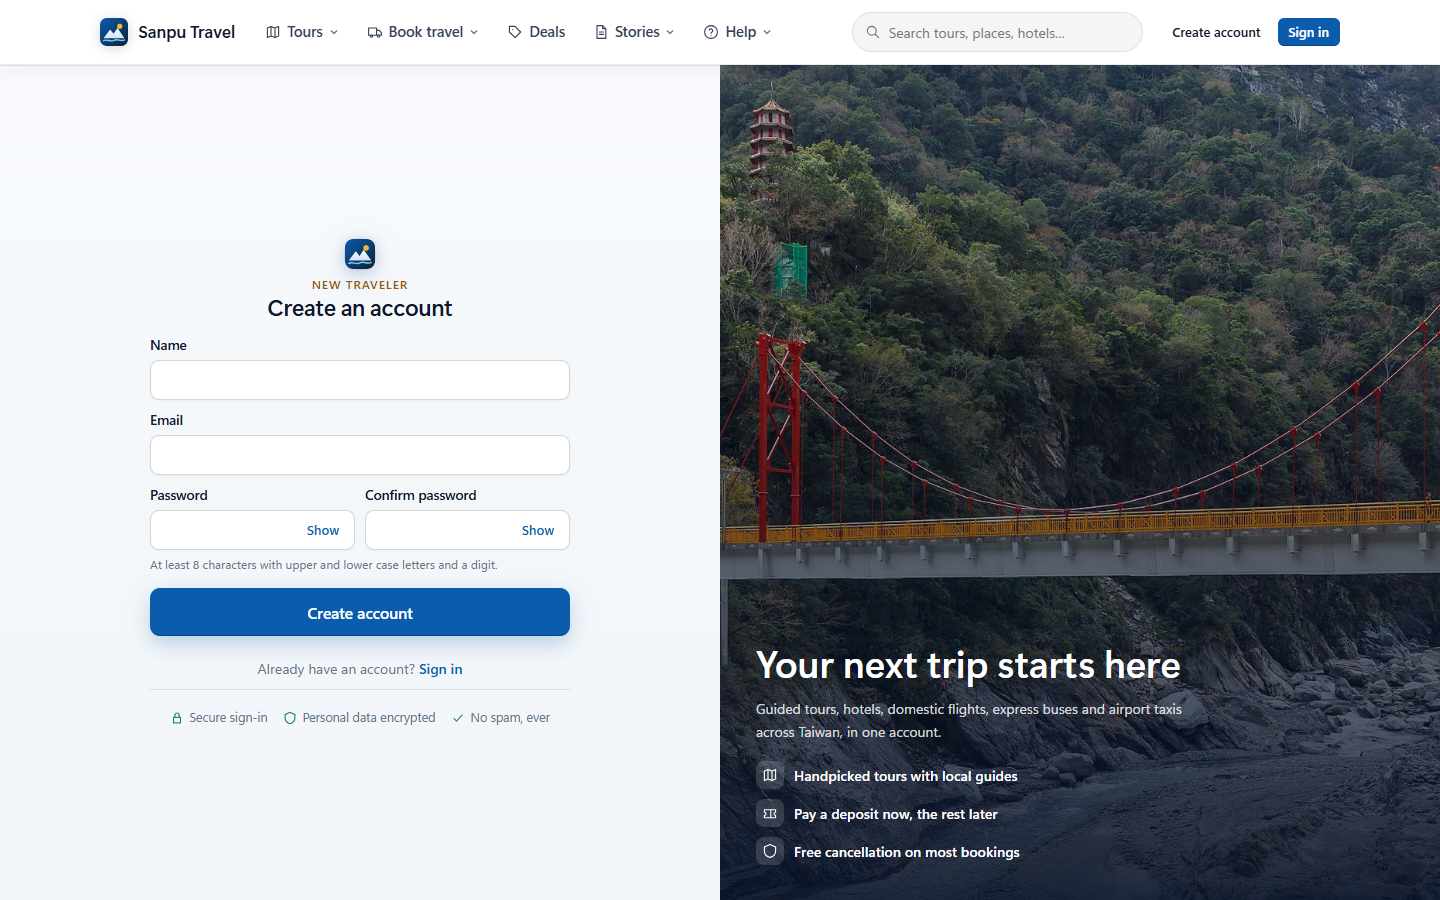 Sanpu Travel
Tours
Book travel
Deals
Stories
Help
Search tours, places, hotels...
Create account
Sign in
NEW TRAVELER
Create an account
Name
Email
Password
Confirm password
Show
Show
At least 8 characters with upper and lower case letters and a digit.
Create account
Already have an account? Sign in
Secure sign-in
Personal data encrypted
No spam, ever
Your next trip starts here
Guided tours, hotels, domestic flights, express buses and airport taxis
across Taiwan, in one account.
Handpicked tours with local guides
Pay a deposit now, the rest later
Free cancellation on most bookings